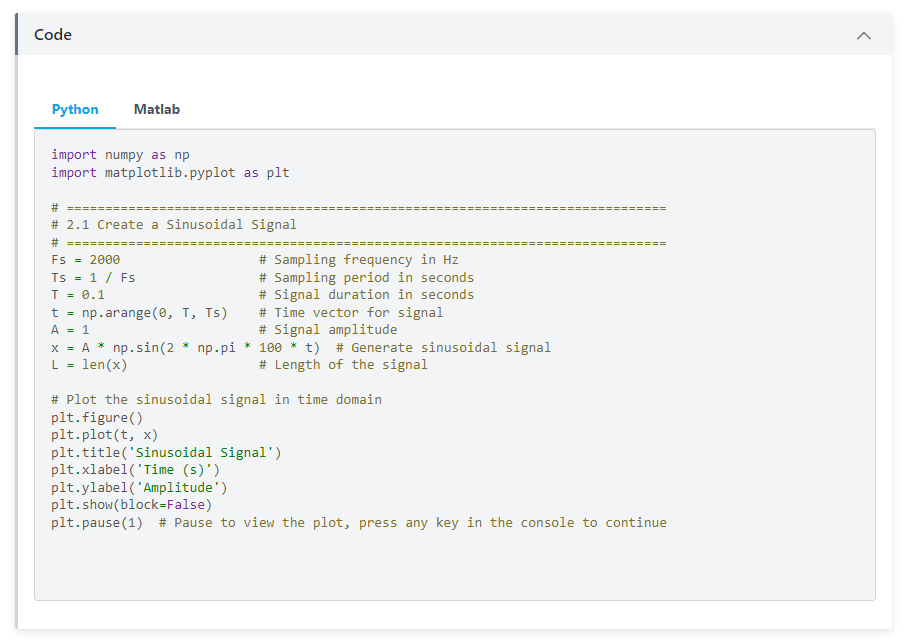 Code
Python Matlab
import numpy as np
import matplotlib.pyplot as plt
# ==============================================================================
# 2.1 Create a Sinusoidal Signal
# ==============================================================================
Fs = 2000                  # Sampling frequency in Hz
Ts = 1 / Fs                # Sampling period in seconds
T = 0.1                    # Signal duration in seconds
t = np.arange(0, T, Ts)    # Time vector for signal
A = 1                      # Signal amplitude
x = A * np.sin(2 * np.pi * 100 * t)  # Generate sinusoidal signal
L = len(x)                 # Length of the signal
# Plot the sinusoidal signal in time domain
plt.figure()
plt.plot(t, x)
plt.title('Sinusoidal Signal')
plt.xlabel('Time (s)')
plt.ylabel('Amplitude')
plt.show(block=False)
plt.pause(1)  # Pause to view the plot, press any key in the console to continue